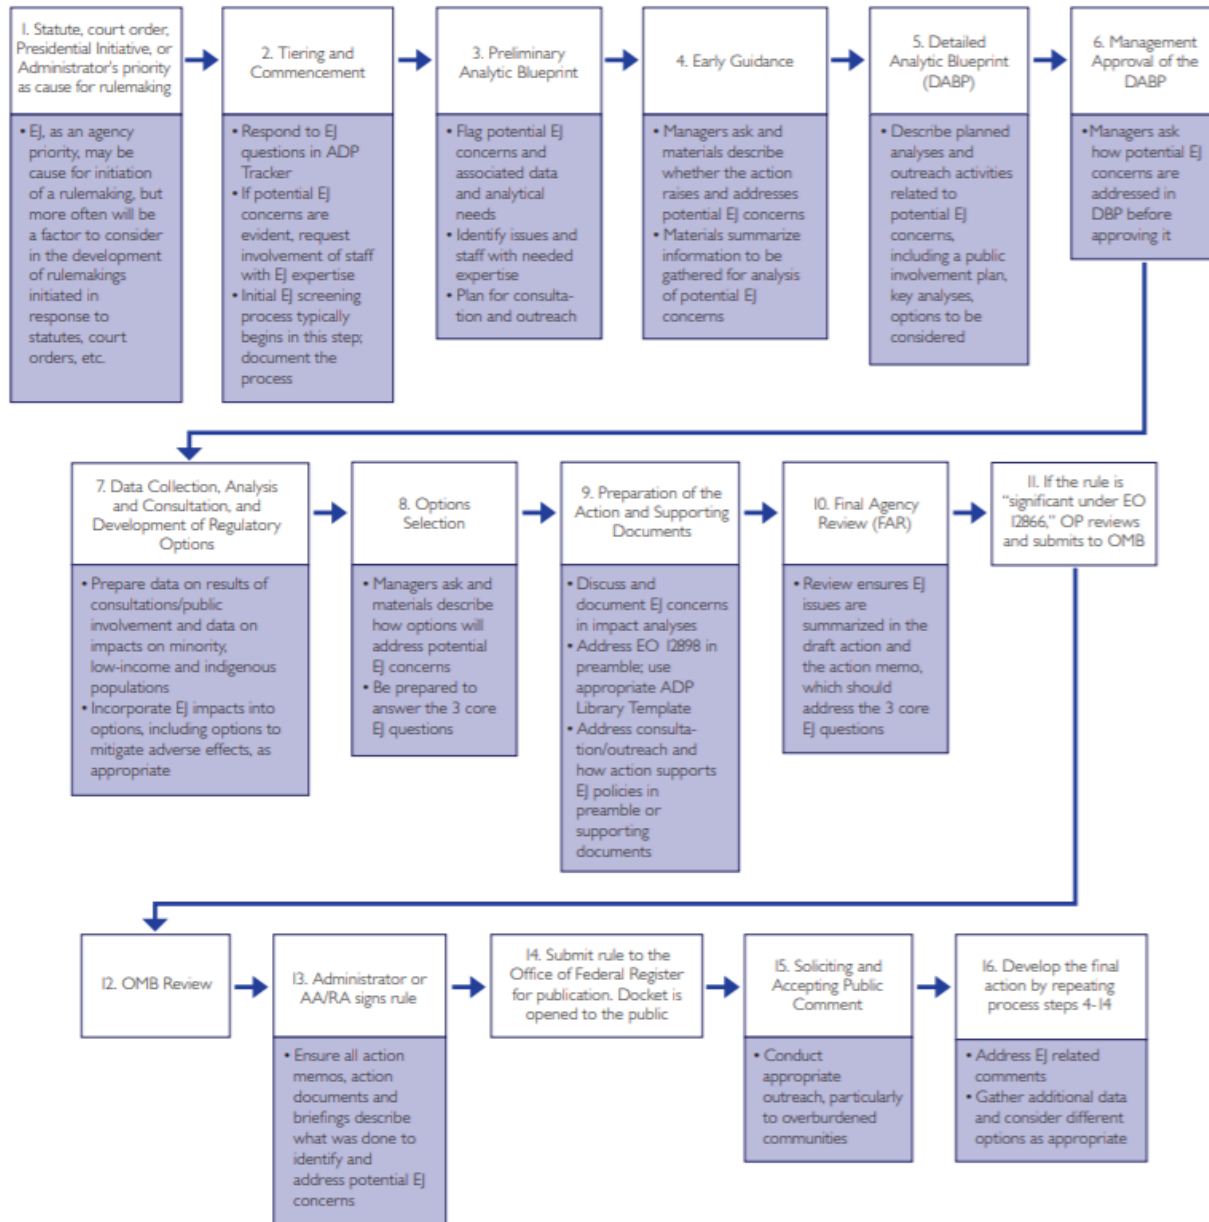 1. Statute, court order,
Presidential Initiative, or
Administrator's priority
as cause for rulemaking
• EJ, as an agency
priority, may be
cause for initiation
of a rulemaking, but
more often will be
a factor to consider
in the development
of rulemakings
initiated in
response to
statutes, court
orders, etc.
2. Tiering and
Commencement
• Respond to EJ
questions in ADP
Tracker
• If potential EJ
concerns are
evident, request
involvement of staff
with EJ expertise
• Initial EJ screening
process typically
begins in this step;
document the
process
3. Preliminary
Analytic Blueprint
• Flag potential EJ
concerns and
associated data
and analytical
needs
• Identify issues and
staff with needed
expertise
• Plan for consulta-
tion and outreach
4. Early Guidance
• Managers ask and
materials describe
whether the action
raises and addresses
potential EJ concerns
• Materials summarize
information to be
gathered for analysis
of potential EJ
concerns
5. Detailed
Analytic Blueprint
(DABP)
• Describe planned
analyses and
outreach activities
related to
potential EJ
concerns,
including a public
involvement plan,
key analyses,
options to be
considered
6. Management
Approval of the
DABP
• Managers ask
how potential EJ
concerns are
addressed in
DBP before
approving it
7. Data Collection, Analysis
and Consultation, and
Development of Regulatory
Options
• Prepare data on results of
consultations/public
involvement and data on
impacts on minority,
low-income and indigenous
populations
• Incorporate EJ impacts into
options, including options to
mitigate adverse effects, as
appropriate
8. Options
Selection
• Managers ask and
materials describe
how options will
address potential
EJ concerns
• Be prepared to
answer the 3 core
EJ questions
9. Preparation of the
Action and Supporting
Documents
• Discuss and
document EJ concerns
in impact analyses
• Address EO 12898 in
preamble; use
appropriate ADP
Library Template
• Address consulta-
tion/outreach and
how action supports
EJ policies in
preamble or
supporting
documents
10. Final Agency
Review (FAR)
• Review ensures EJ
issues are
summarized in the
draft action and
the action memo,
which should
address the 3 core
EJ questions
11. If the rule is
“significant under EO
12866,” OP reviews
and submits to OMB
12. OMB Review
13. Administrator or
AA/RA signs rule
• Ensure all action
memos, action
documents and
briefings describe
what was done to
identify and
address potential EJ
concerns
14. Submit rule to the
Office of Federal Register
for publication. Docket is
opened to the public
15. Soliciting and
Accepting Public
Comment
• Conduct
appropriate
outreach, particularly
to overburdened
communities
16. Develop the final
action by repeating
process steps 4-14
• Address EJ related
comments
• Gather additional data
and consider different
options as appropriate